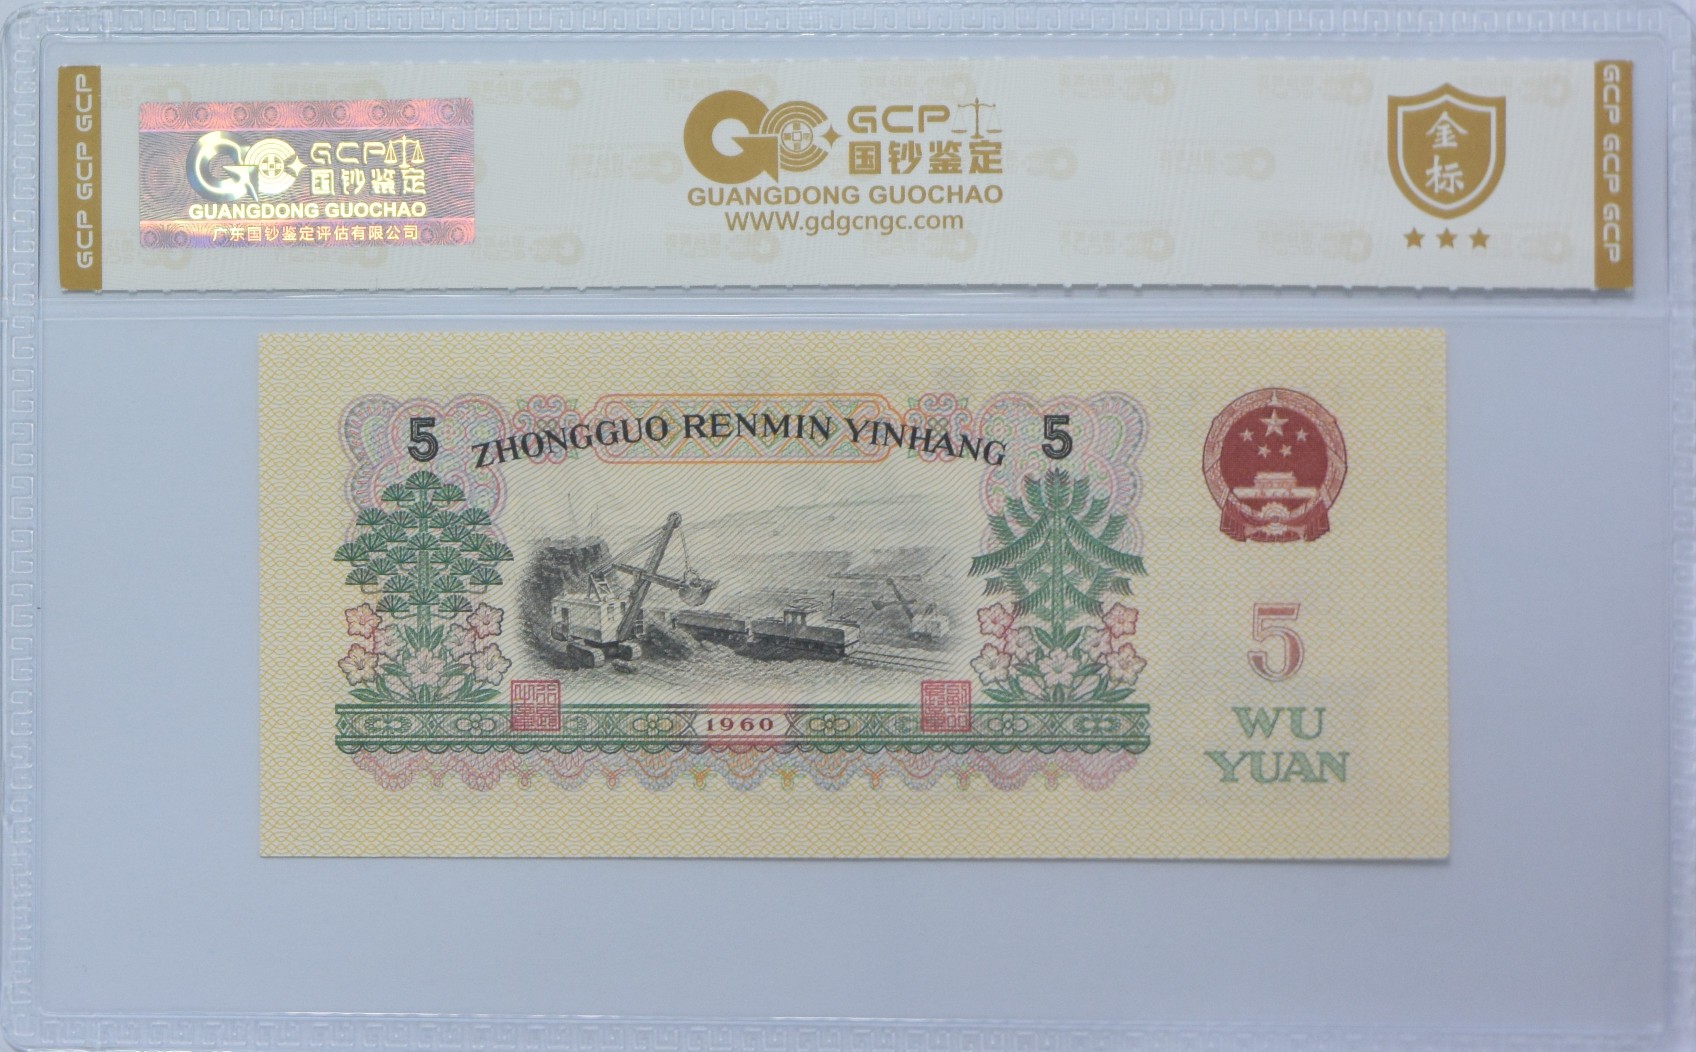 GCP GCP GCP
GCP 国钞鉴定
GUANGDONG GUOCHAO
广东国钞鉴定评估有限公司
GCP
国钞鉴定
GUANGDONG GUOCHAO
WWW.gdgcngc.com
金标
GCP GCP GCP
5 ZHONGGUO RENMIN YINHANG 5
1960
5
WU
YUAN